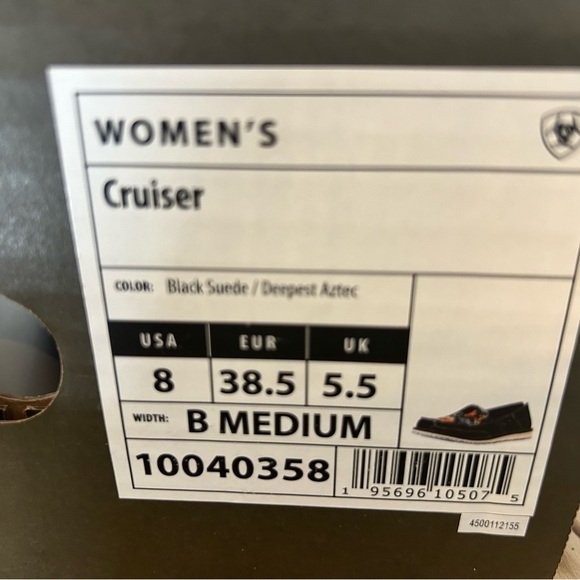 WOMEN'S
Cruiser
COLOR: Black Suede / Deepest Aztec
USA EUR UK
8 38.5 5.5
WIDTH: B MEDIUM
10040358
1 95696 10507 5
4500112155